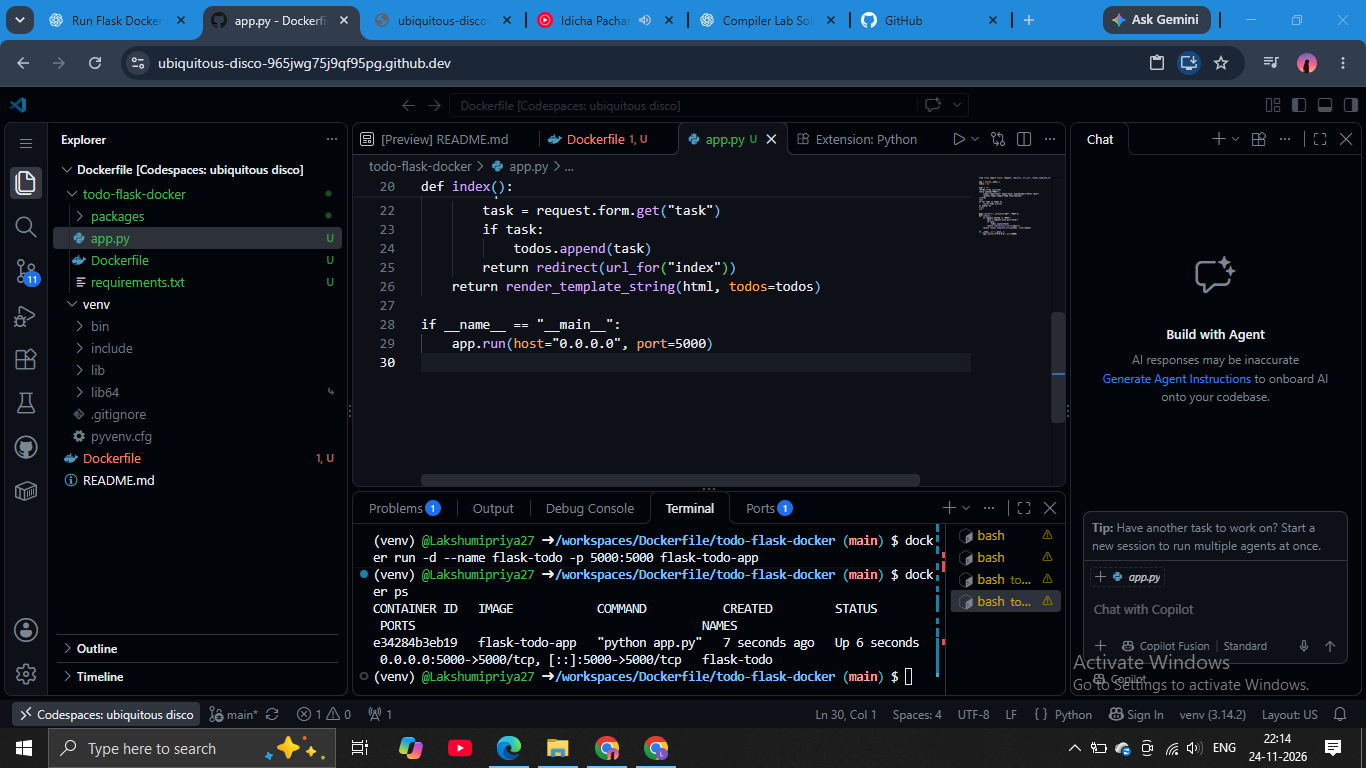 Run Flask Docker
app.py - Dockerfi
ubiquitous-disco-
Idicha Pachar
Compiler Lab Sol
GitHub
Ask Gemini
ubiquitous-disco-965jwg75j9qf95pg.github.dev
Dockerfile [Codespaces: ubiquitous disco]
Explorer
Dockerfile [Codespaces: ubiquitous disco]
todo-flask-docker
packages
app.py U
Dockerfile U
requirements.txt U
venv
bin
include
lib
lib64
.gitignore
pyvenv.cfg
Dockerfile 1, U
README.md
Outline
Timeline
11
[Preview] README.md
Dockerfile 1, U
app.py U
Extension: Python
todo-flask-docker > app.py > ...
20 def index():
22 task = request.form.get("task")
23 if task:
24 todos.append(task)
25 return redirect(url_for("index"))
26 return render_template_string(html, todos=todos)
27
28 if __name__ == "__main__":
29 app.run(host="0.0.0.0", port=5000)
30
Problems 1
Output
Debug Console
Terminal
Ports 1
(venv) @Lakshumipriya27 ➜/workspaces/Dockerfile/todo-flask-docker (main) $ dock
er run -d --name flask-todo -p 5000:5000 flask-todo-app
(venv) @Lakshumipriya27 ➜/workspaces/Dockerfile/todo-flask-docker (main) $ dock
er ps
CONTAINER ID IMAGE COMMAND CREATED STATUS
PORTS NAMES
e34284b3eb19 flask-todo-app "python app.py" 7 seconds ago Up 6 seconds
0.0.0.0:5000->5000/tcp, [::]:5000->5000/tcp flask-todo
(venv) @Lakshumipriya27 ➜/workspaces/Dockerfile/todo-flask-docker (main) $
bash
bash
bash to...
bash to...
Chat
Build with Agent
AI responses may be inaccurate
Generate Agent Instructions to onboard AI
onto your codebase.
Tip: Have another task to work on? Start a
new session to run multiple agents at once.
app.py
Chat with Copilot
Copilot Fusion
Standard
Copilot
Activate Windows
Go to Settings to activate Windows.
Codespaces: ubiquitous disco
main*
1
0
1
Ln 30, Col 1
Spaces: 4
UTF-8
LF
{ } Python
Sign In
venv (3.14.2)
Layout: US
Type here to search
ENG
22:14
24-11-2026